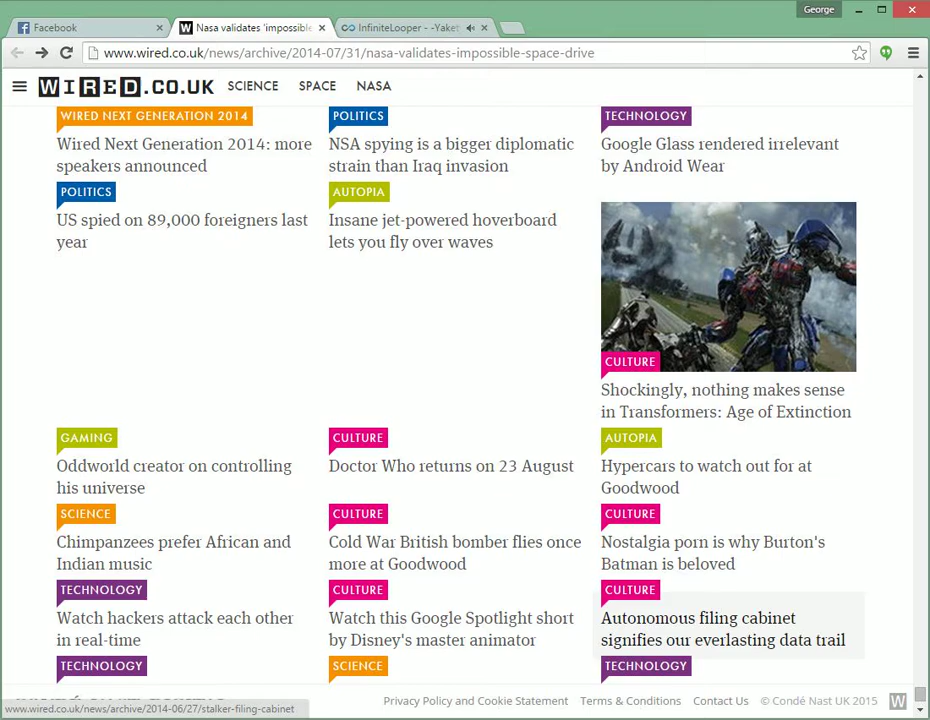 George
Facebook
Nasa validates 'impossible
InfiniteLooper - -Yaket
www.wired.co.uk/news/archive/2014-07/31/nasa-validates-impossible-space-drive
WIRED.CO.UK SCIENCE SPACE NASA
WIRED NEXT GENERATION 2014
Wired Next Generation 2014: more
speakers announced
POLITICS
NSA spying is a bigger diplomatic
strain than Iraq invasion
TECHNOLOGY
Google Glass rendered irrelevant
by Android Wear
POLITICS
US spied on 89,000 foreigners last
year
AUTOPIA
Insane jet-powered hoverboard
lets you fly over waves
CULTURE
Shockingly, nothing makes sense
in Transformers: Age of Extinction
GAMING
Oddworld creator on controlling
his universe
CULTURE
Doctor Who returns on 23 August
AUTOPIA
Hypercars to watch out for at
Goodwood
SCIENCE
Chimpanzees prefer African and
Indian music
CULTURE
Cold War British bomber flies once
more at Goodwood
CULTURE
Nostalgia porn is why Burton's
Batman is beloved
TECHNOLOGY
Watch hackers attack each other
in real-time
CULTURE
Watch this Google Spotlight short
by Disney's master animator
CULTURE
Autonomous filing cabinet
signifies our everlasting data trail
TECHNOLOGY
SCIENCE
TECHNOLOGY
Privacy Policy and Cookie Statement Terms & Conditions Contact Us © Condé Nast UK 2015 W
www.wired.co.uk/news/archive/2014-06/27/stalker-filing-cabinet